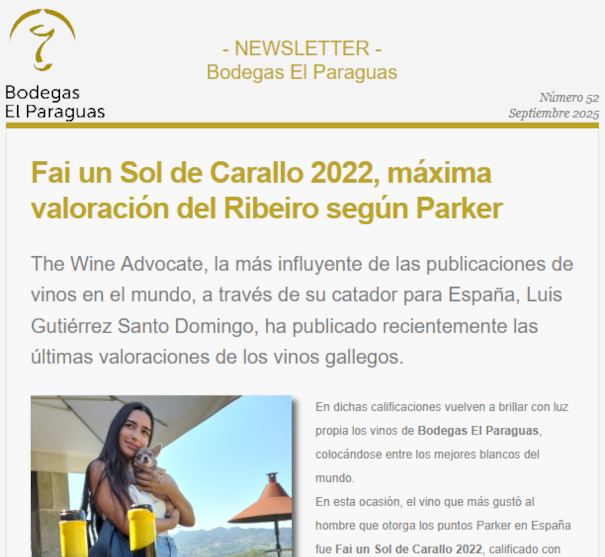 Bodegas
El Paraguas
- NEWSLETTER -
Bodegas El Paraguas
Número 52
Septiembre 2025
Fai un Sol de Carallo 2022, máxima
valoración del Ribeiro según Parker
The Wine Advocate, la más influyente de las publicaciones de
vinos en el mundo, a través de su catador para España, Luis
Gutiérrez Santo Domingo, ha publicado recientemente las
últimas valoraciones de los vinos gallegos.
En dichas calificaciones vuelven a brillar con luz
propia los vinos de Bodegas El Paraguas,
colocándose entre los mejores blancos del
mundo.
En esta ocasión, el vino que más gustó al
hombre que otorga los puntos Parker en España
fue Fai un Sol de Carallo 2022, calificado con